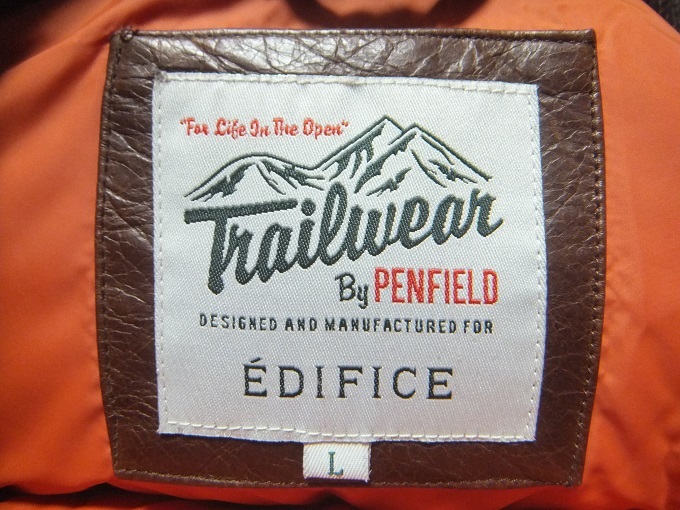 "For Life In The Open"
Trailwear
By PENFIELD
DESIGNED AND MANUFACTURED FOR
ÉDIFICE
L